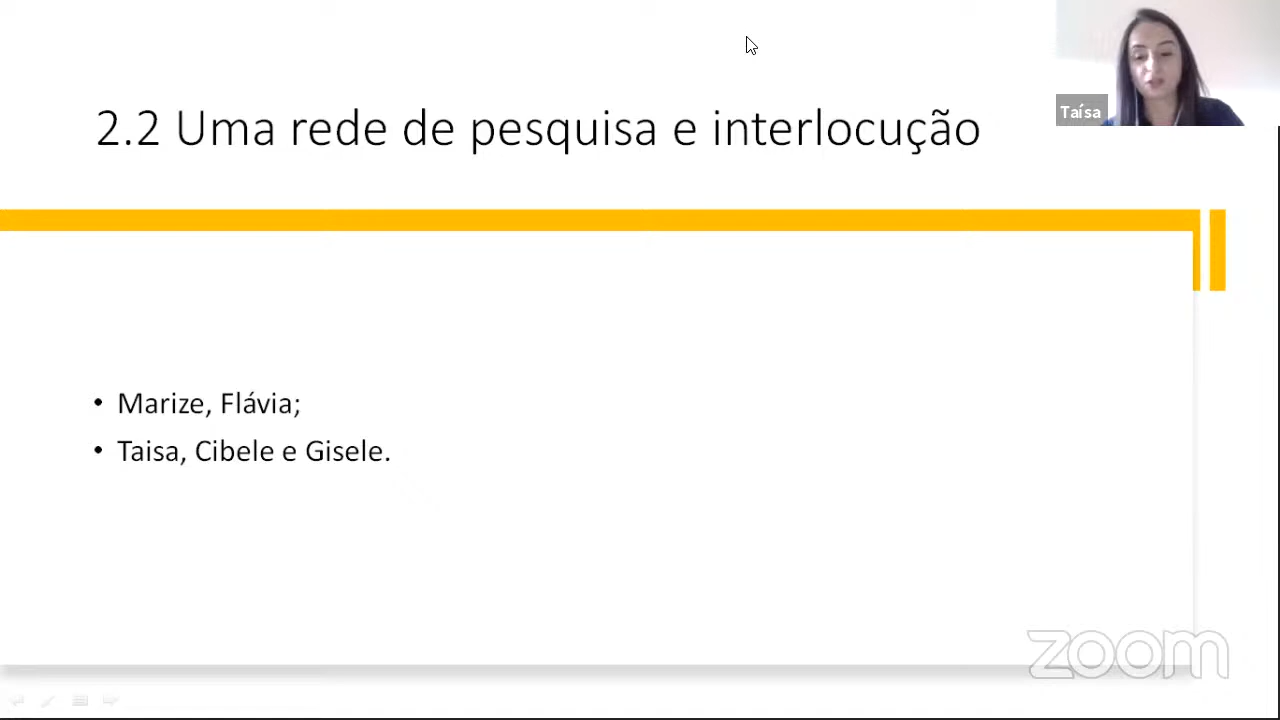 2.2 Uma rede de pesquisa e interlocução
Taísa
• Marize, Flávia;
• Taisa, Cibele e Gisele.
zoom